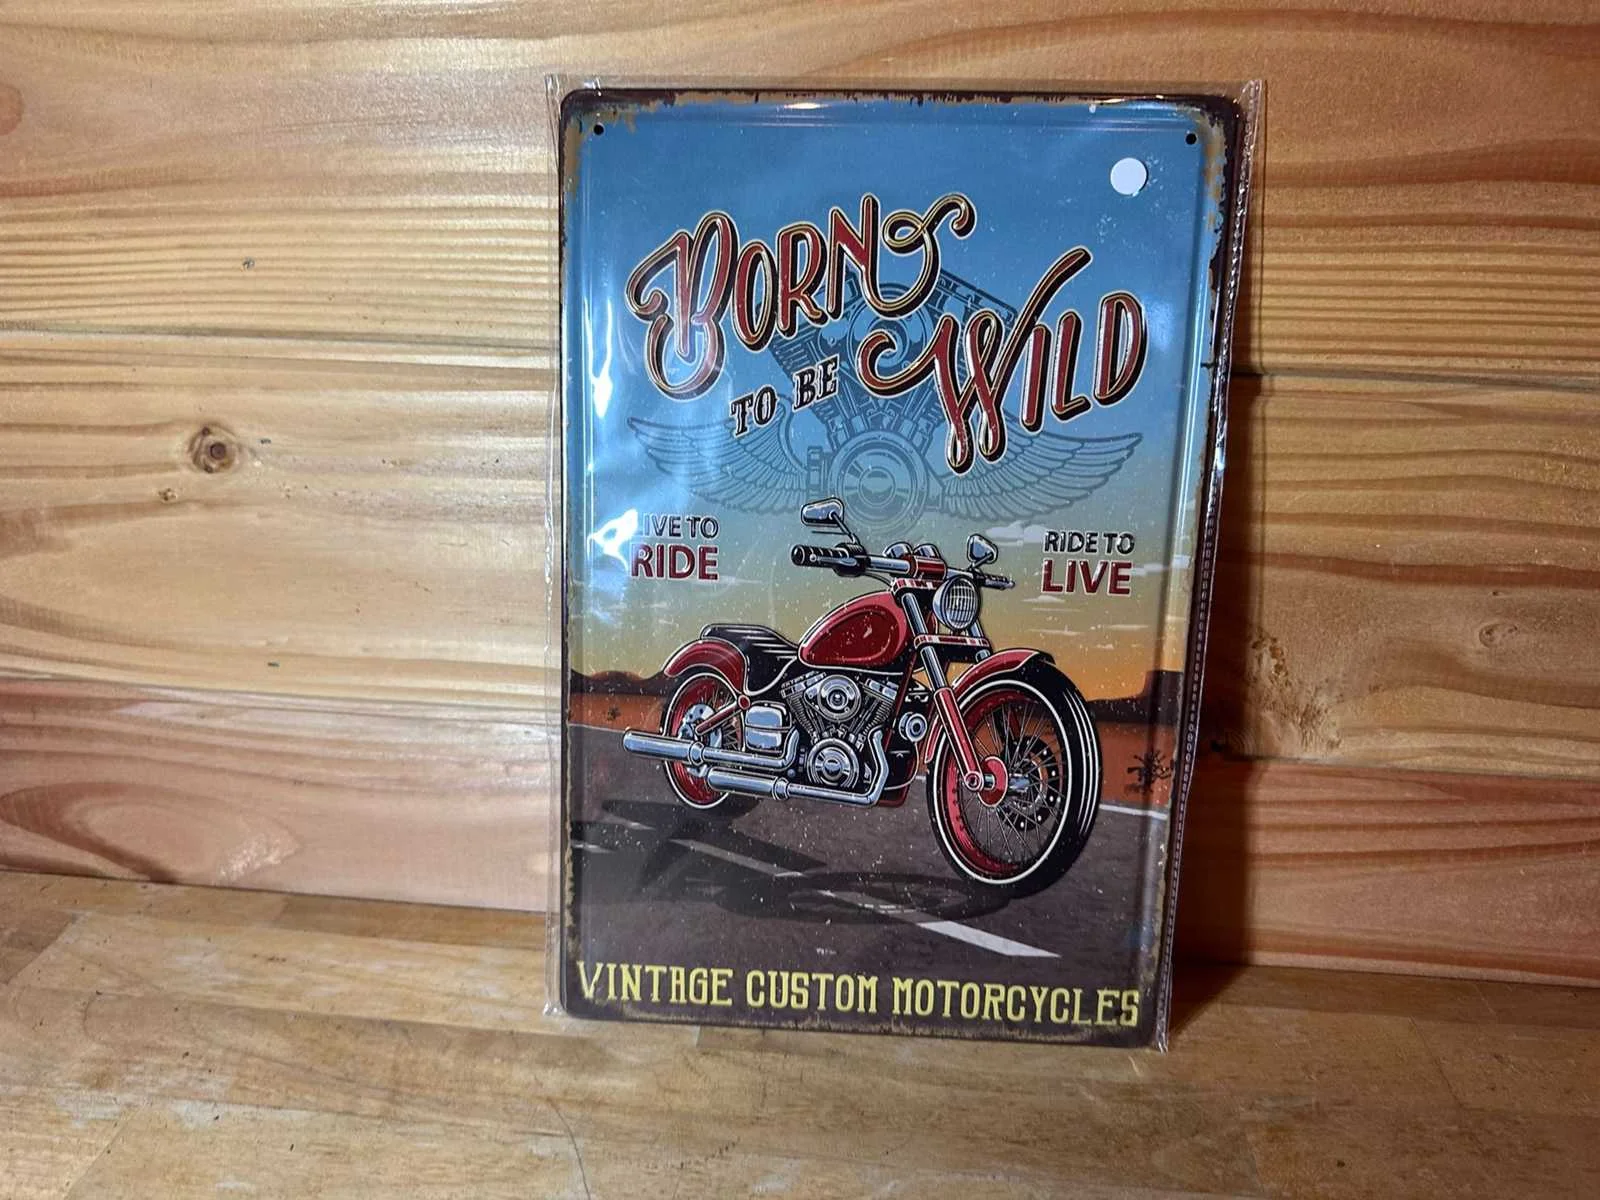 BORN
TO BE
WILD
LIVE TO
RIDE
RIDE TO
LIVE
VINTAGE CUSTOM MOTORCYCLES